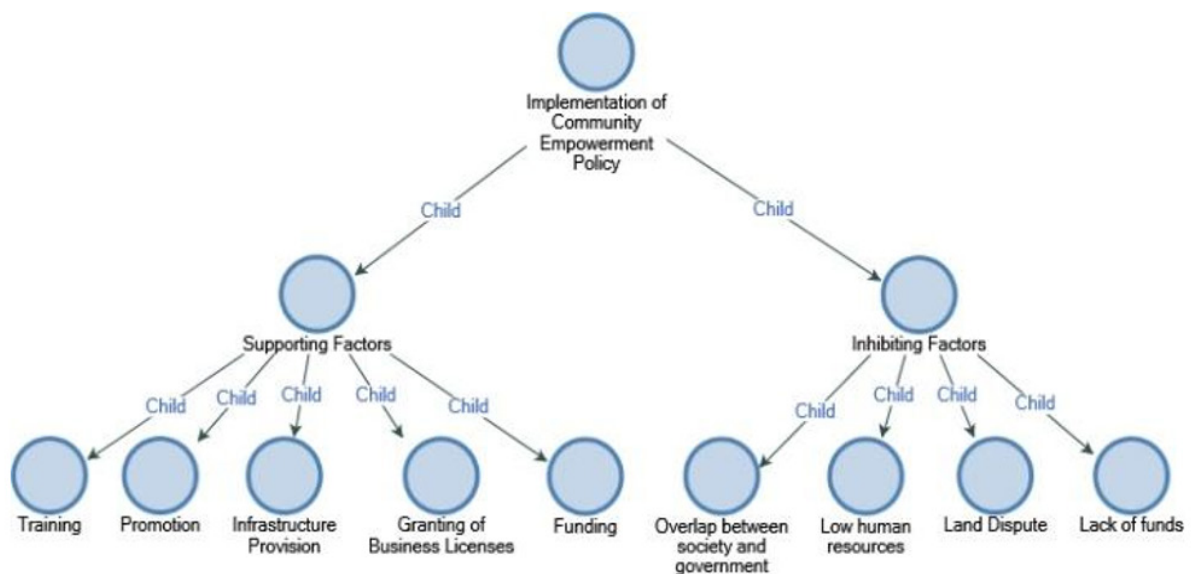 Implementation of
Community
Empowerment
Policy
Child
Child
Supporting Factors
Inhibiting Factors
Child
Child
Child
Child
Child
Child
Child
Child
Child
Training
Promotion
Infrastructure
Provision
Granting of
Business Licenses
Funding
Overlap between
society and
government
Low human
resources
Land Dispute
Lack of funds